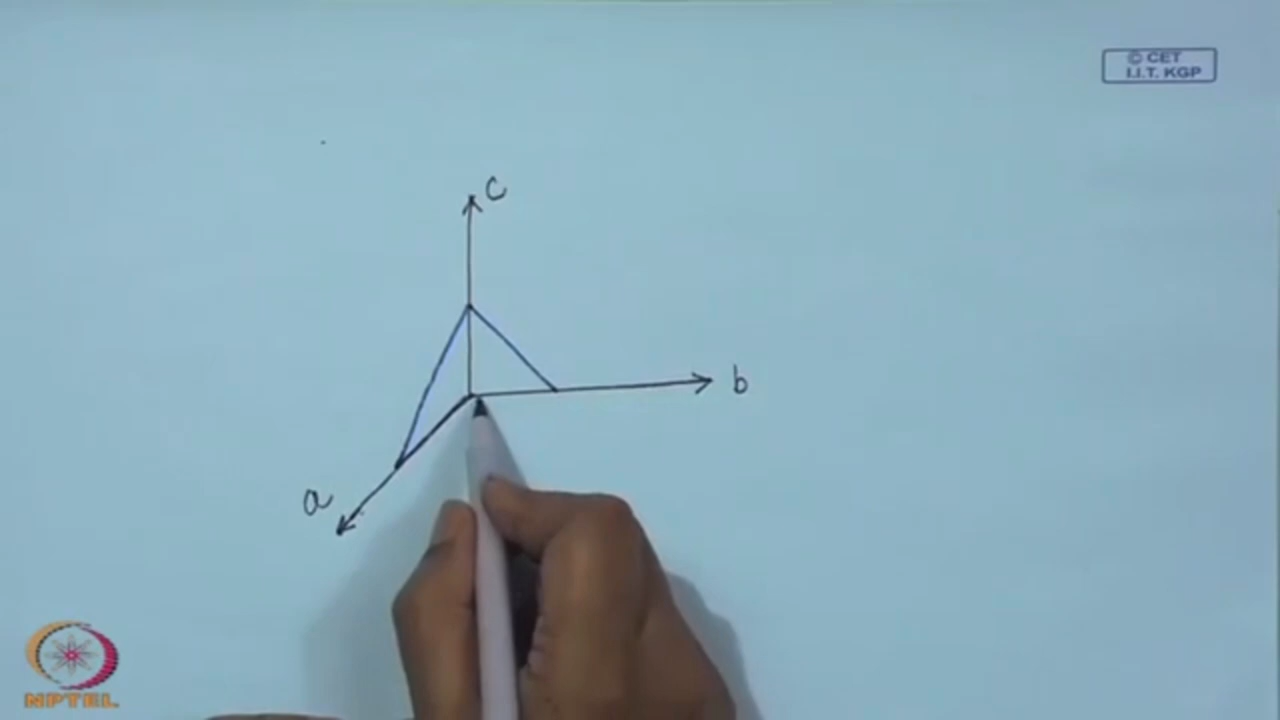 © CET
I.I.T. KGP
c
b
a
NPTEL